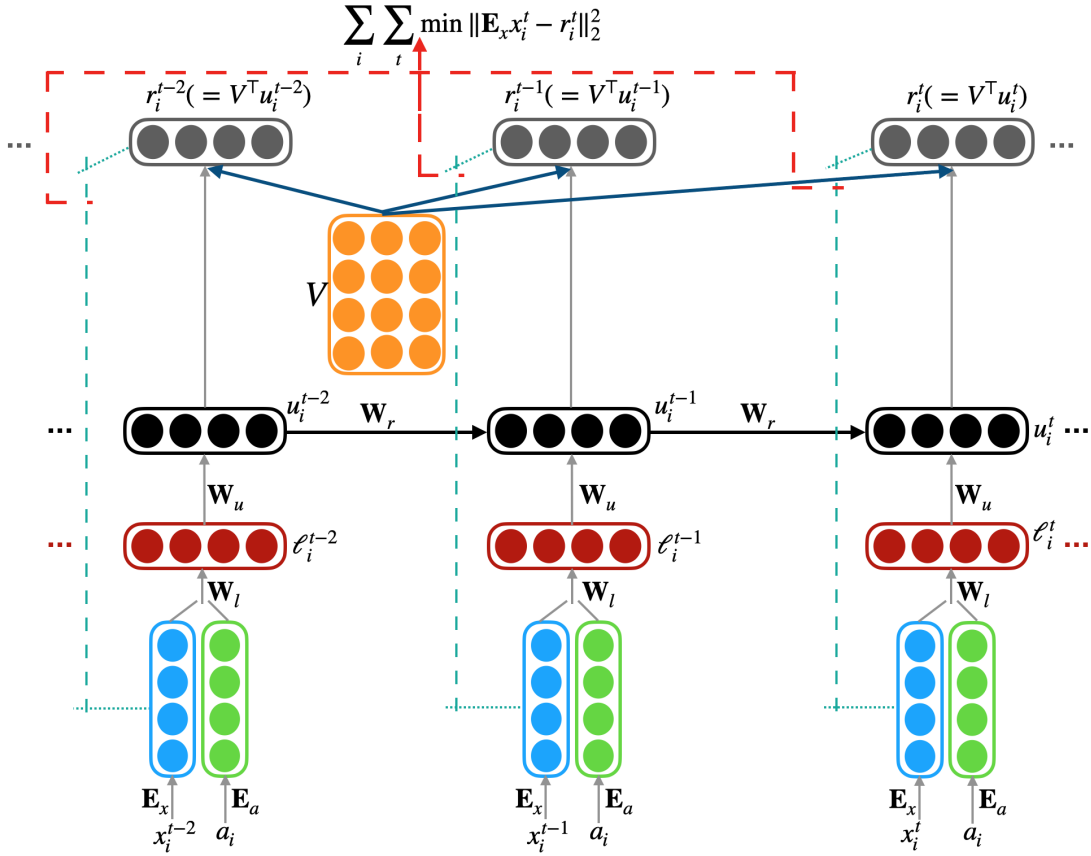 ∑_i ∑_t min ‖𝐄_x x_i^t − r_i^t‖_2^2
r_i^{t−2}(= V^⊤u_i^{t−2}) r_i^{t−1}(= V^⊤u_i^{t−1}) r_i^t(= V^⊤u_i^t)
... ...
V
u_i^{t−2} 𝐖_r u_i^{t−1} 𝐖_r
... u_i^t ...
𝐖_u 𝐖_u 𝐖_u
... ℓ_i^{t−2} ℓ_i^{t−1} ℓ_i^t ...
𝐖_l 𝐖_l 𝐖_l
𝐄_x 𝐄_a 𝐄_x 𝐄_a 𝐄_x 𝐄_a
x_i^{t−2} a_i x_i^{t−1} a_i x_i^t a_i